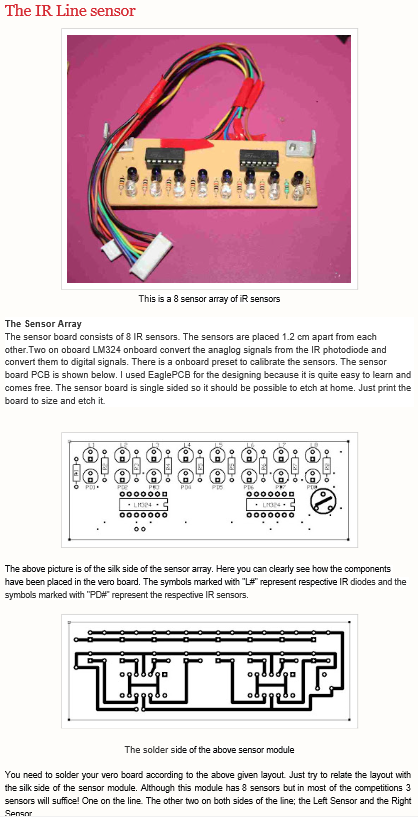 The IR Line sensor
This is a 8 sensor array of iR sensors
The Sensor Array
The sensor board consists of 8 IR sensors. The sensors are placed 1.2 cm apart from each
other.Two on oboard LM324 onboard convert the anaglog signals from the IR photodiode and
convert them to digital signals. There is a onboard preset to calibrate the sensors. The sensor
board PCB is shown below. I used EaglePCB for the designing because it is quite easy to learn and
comes free. The sensor board is single sided so it should be possible to etch at home. Just print the
board to size and etch it.
L1 L2 L3 L4 L5 L6 L7 L8
PD1 PD2 PD3 PD4 PD5 PD6 PD7 PD8
LM324 LM324
The above picture is of the silk side of the sensor array. Here you can clearly see how the components
have been placed in the vero board. The symbols marked with "L#" represent respective IR diodes and the
symbols marked with "PD#" represent the respective IR sensors.
The solder side of the above sensor module
You need to solder your vero board according to the above given layout. Just try to relate the layout with
the silk side of the sensor module. Although this module has 8 sensors but in most of the competitions 3
sensors will suffice! One on the line. The other two on both sides of the line; the Left Sensor and the Right
Sensor